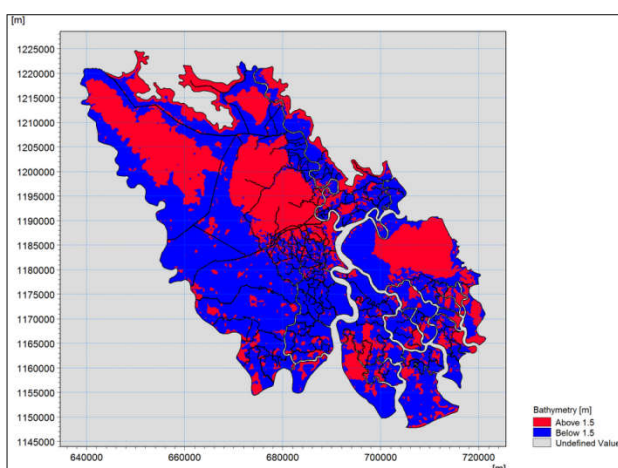 [m]
1225000
1220000
1215000
1210000
1205000
1200000
1195000
1190000
1185000
1180000
1175000
1170000
1165000
1160000
1155000
1150000
1145000
640000 660000 680000 700000 720000
[m]
Bathymetry [m]
Above 1.5
Below 1.5
Undefined Value